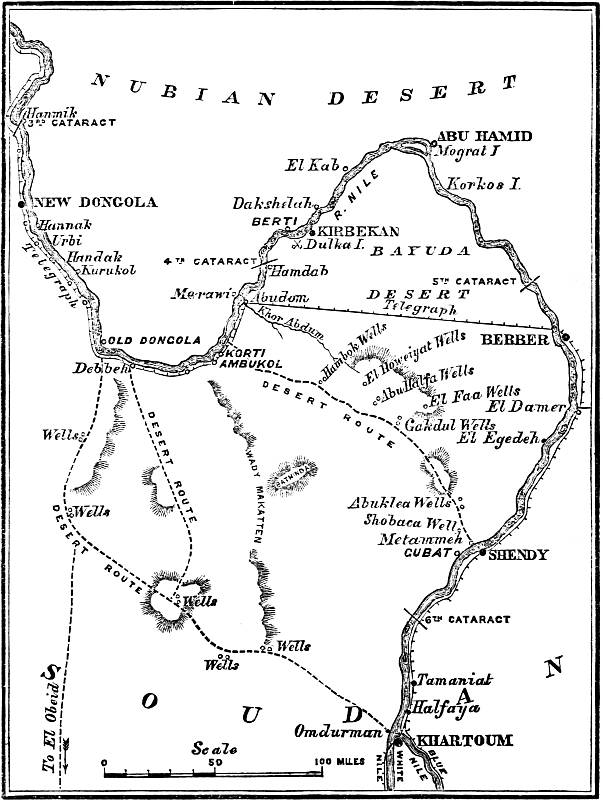 NUBIAN DESERT
Hannik
3RD CATARACT
ABU HAMID
Mograt I
El Kab
Korkos I.
R. NILE
NEW DONGOLA
Dakshelah
BERTI
KIRBEKAN
Dulka I.
BAYUDA
DESERT
Hannak
Urbi
Handak
Kurukol
Telegraph
4TH CATARACT
Hamdab
5TH CATARACT
Merawi
Abudom
Telegraph
Khor Abdum
BERBER
OLD DONGOLA
KORTI
AMBUKOL
Debbeh
Hambok Wells
El Howeiyat Wells
Abu Halfa Wells
El Faa Wells
El Damer
DESERT ROUTE
Gakdul Wells
El Egedeh
Wells
DESERT ROUTE
WADY MAKATTEN
Abuklea Wells
Shobaca Well
Metammeh
GUBAT
SHENDY
Wells
DESERT ROUTE
Wells
6TH CATARACT
Wells
Wells
SOUDAN
Tamaniat
Halfaya
Omdurman
KHARTOUM
To El Obeid
WHITE NILE
BLUE NILE
Scale
0 50 100 MILES